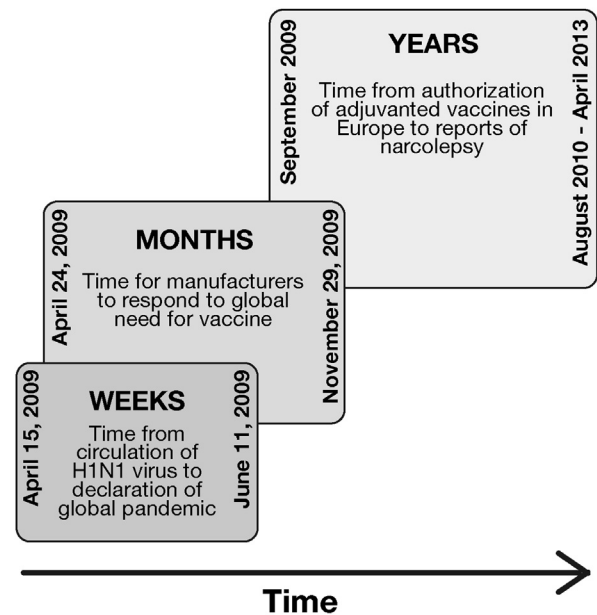 September 2009
YEARS
Time from authorization
of adjuvanted vaccines in
Europe to reports of
narcolepsy
August 2010 - April 2013
April 24, 2009
MONTHS
Time for manufacturers
to respond to global
need for vaccine
November 29, 2009
April 15, 2009
WEEKS
Time from
circulation of
H1N1 virus to
declaration of
global pandemic
June 11, 2009
Time